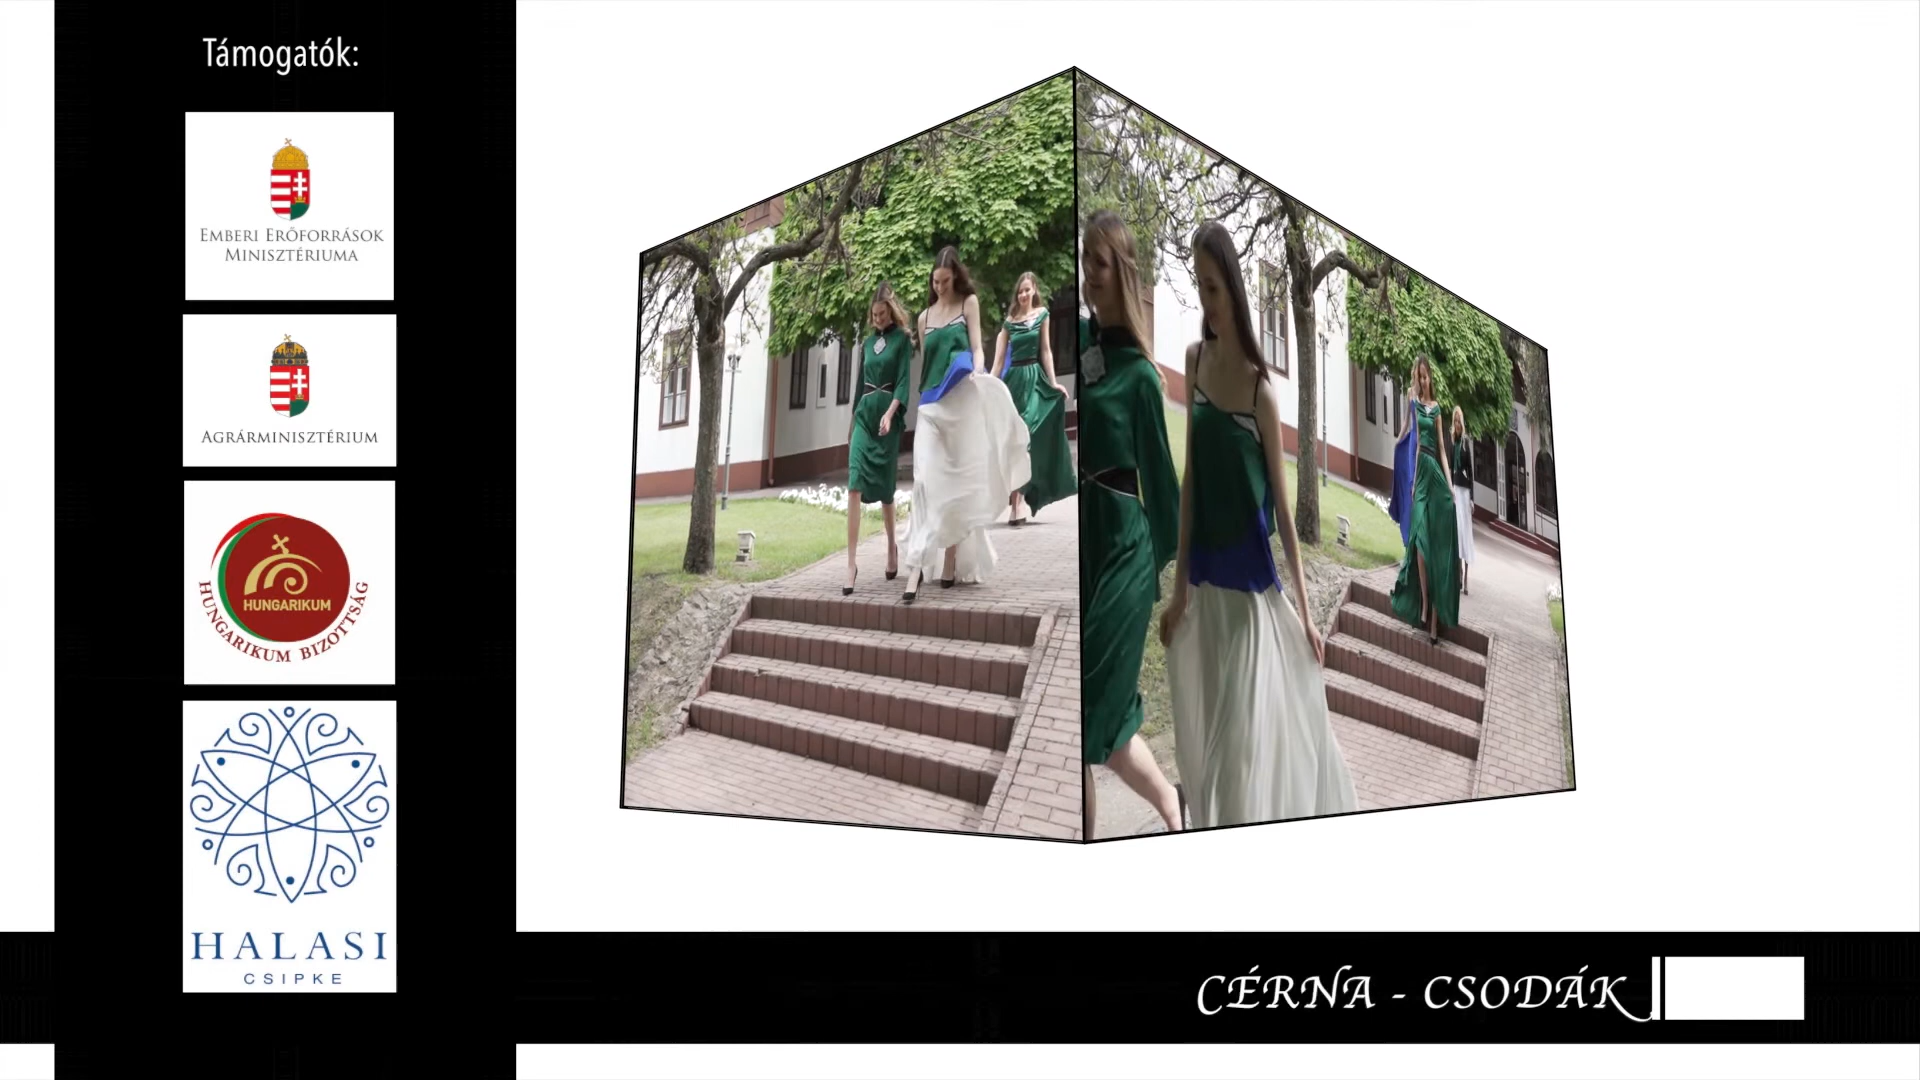 Támogatók:
EMBERI ERŐFORRÁSOK
MINISZTÉRIUMA
AGRÁRMINISZTÉRIUM
HUNGARIKUM
HUNGARIKUM BIZOTTSÁG
HALASI
CSIPKE
CÉRNA - CSODÁK